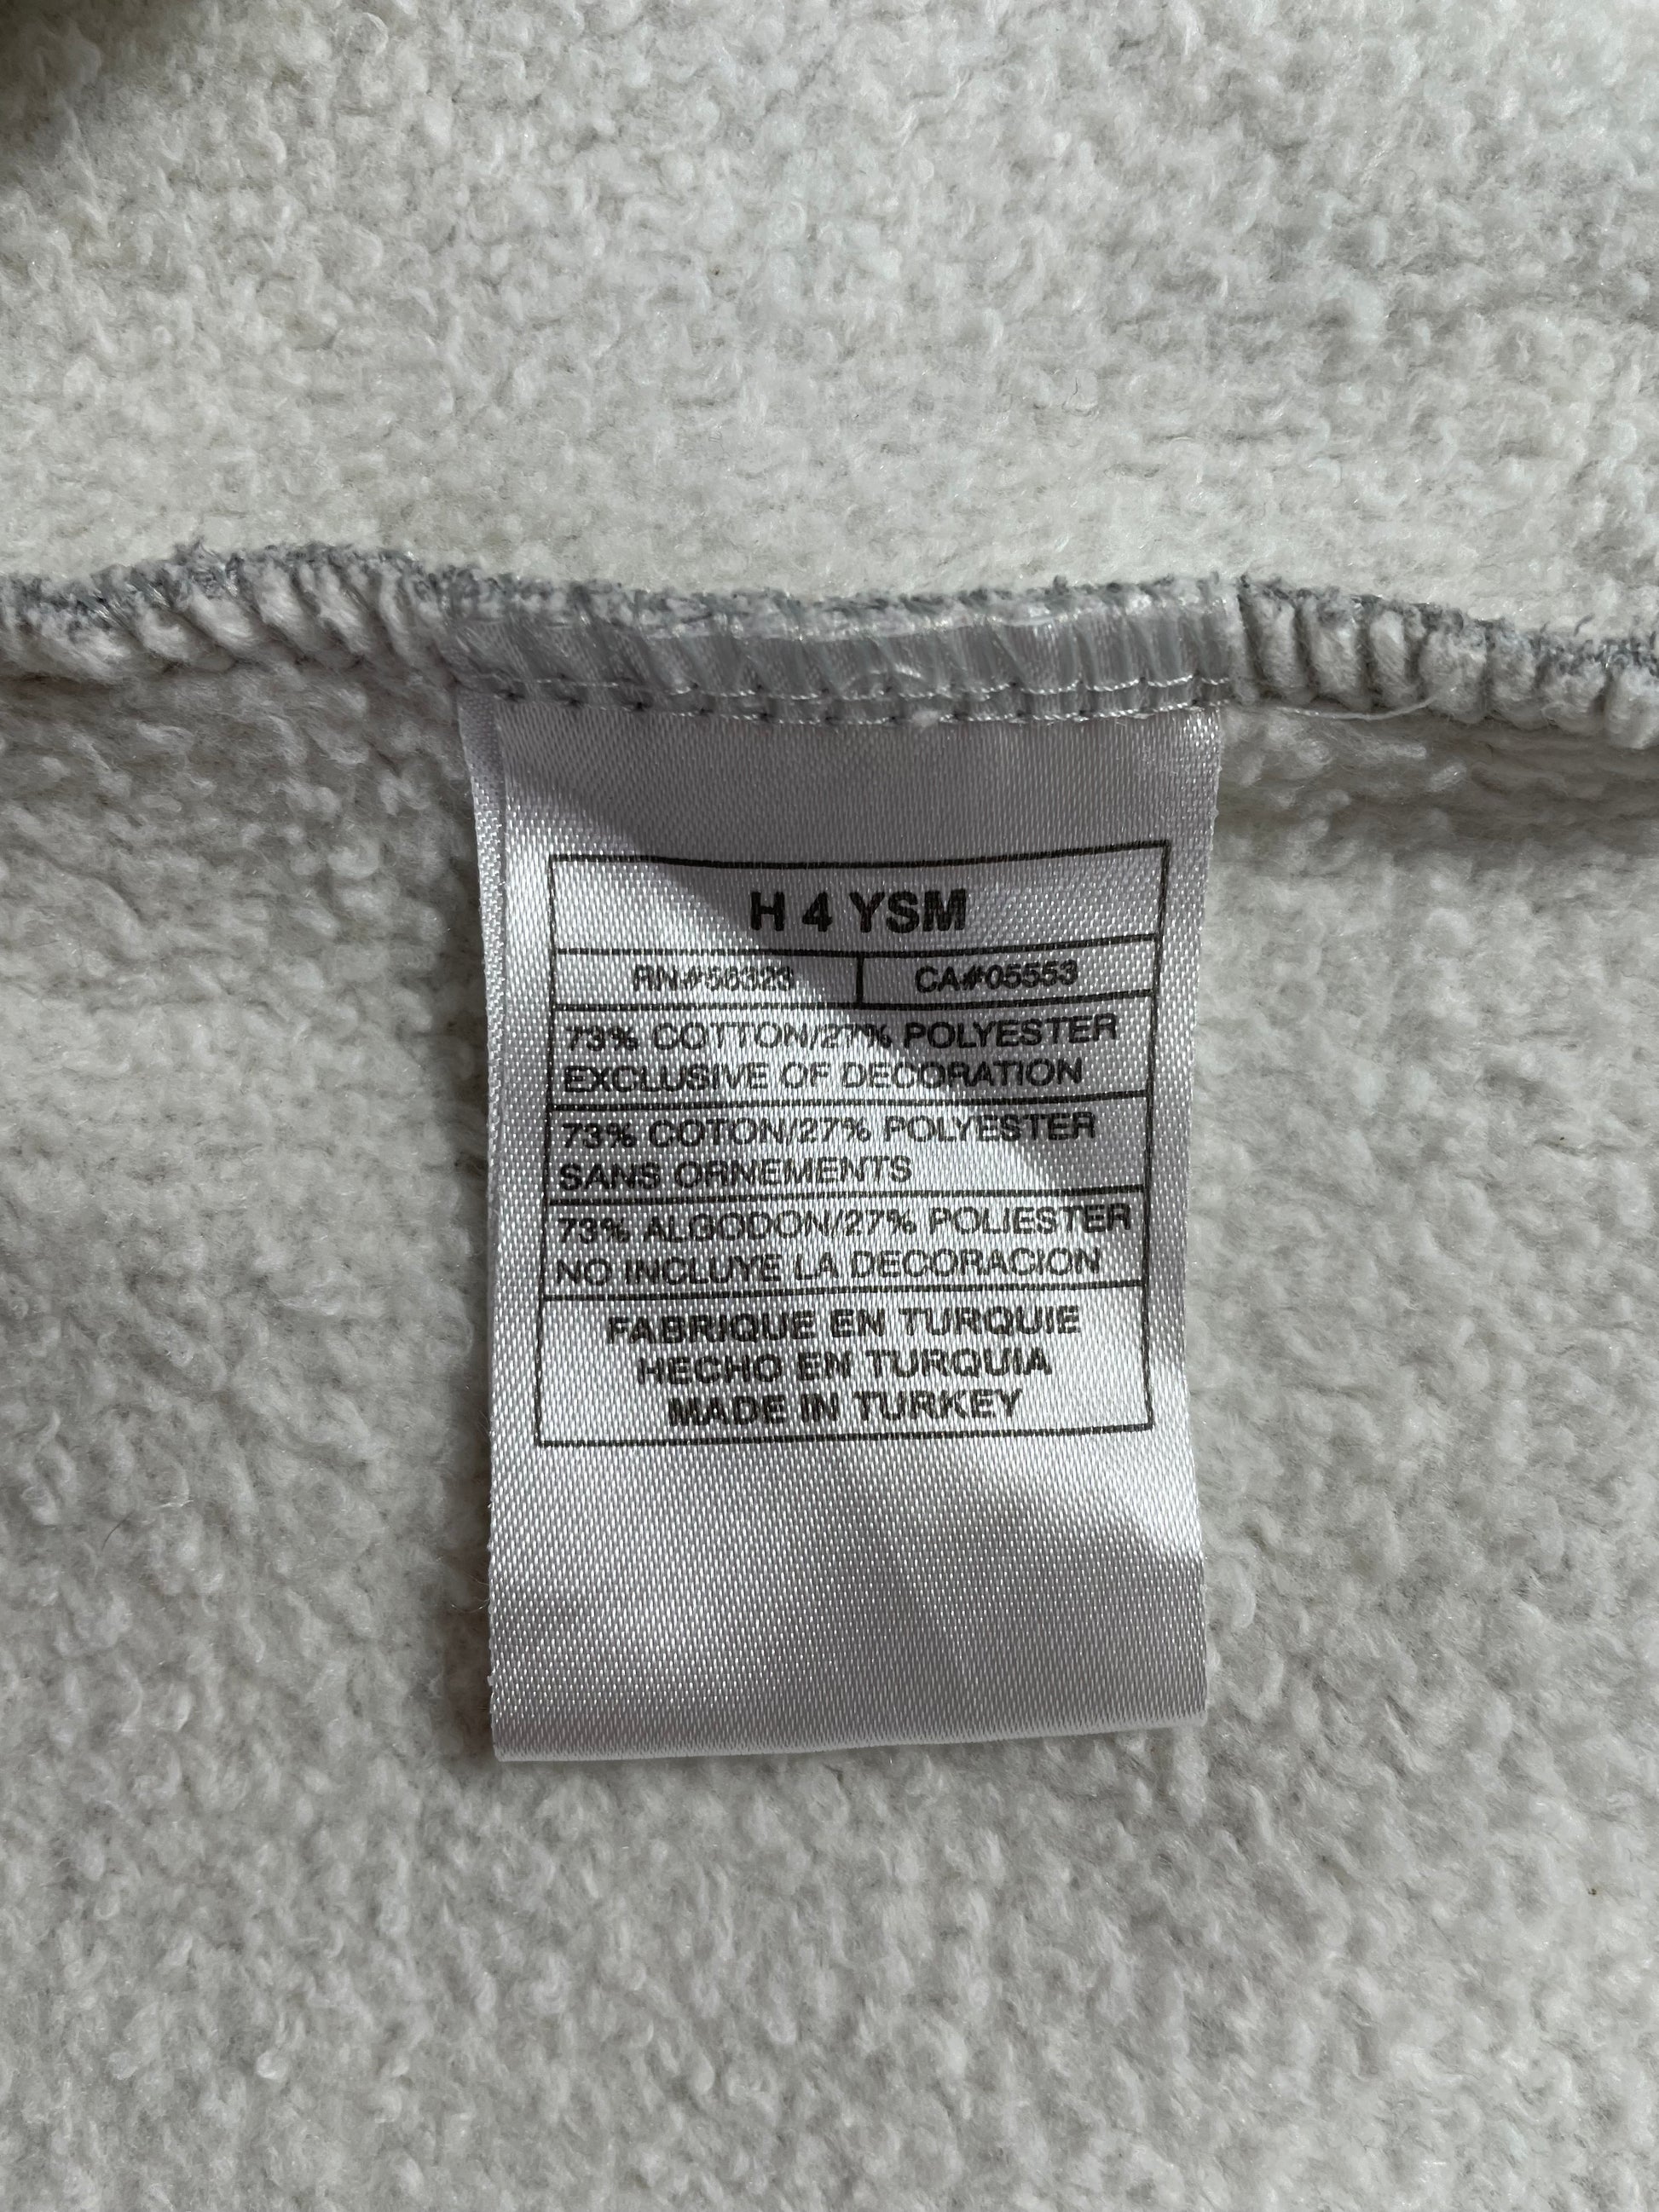 H 4 YSM
RN#56323 CA#05553
73% COTTON/27% POLYESTER
EXCLUSIVE OF DECORATION
73% COTON/27% POLYESTER
SANS ORNEMENTS
73% ALGODON/27% POLIESTER
NO INCLUYE LA DECORACION
FABRIQUE EN TURQUIE
HECHO EN TURQUIA
MADE IN TURKEY